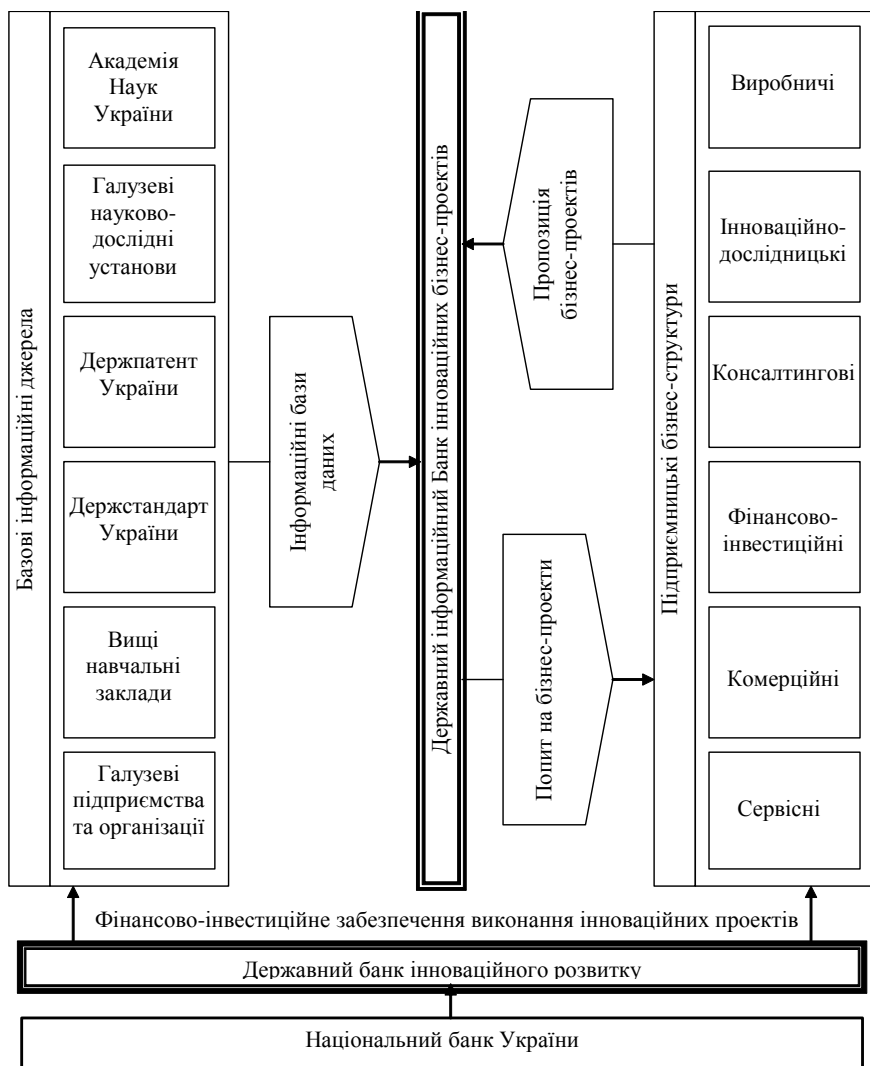 Базові інформаційні джерела
Академія
Наук
України
Галузеві
науково-
дослідні
установи
Держпатент
України
Держстандарт
України
Вищі
навчальні
заклади
Галузеві
підприємства
та організації
Інформаційні бази
даних
Державний інформаційний Банк інноваційних бізнес-проектів
Пропозиція
бізнес-проектів
Попит на бізнес-проекти
Підприємницькі бізнес-структури
Виробничі
Інноваційно-
дослідницькі
Консалтингові
Фінансово-
інвестиційні
Комерційні
Сервісні
Фінансово-інвестиційне забезпечення виконання інноваційних проектів
Державний банк інноваційного розвитку
Національний банк України